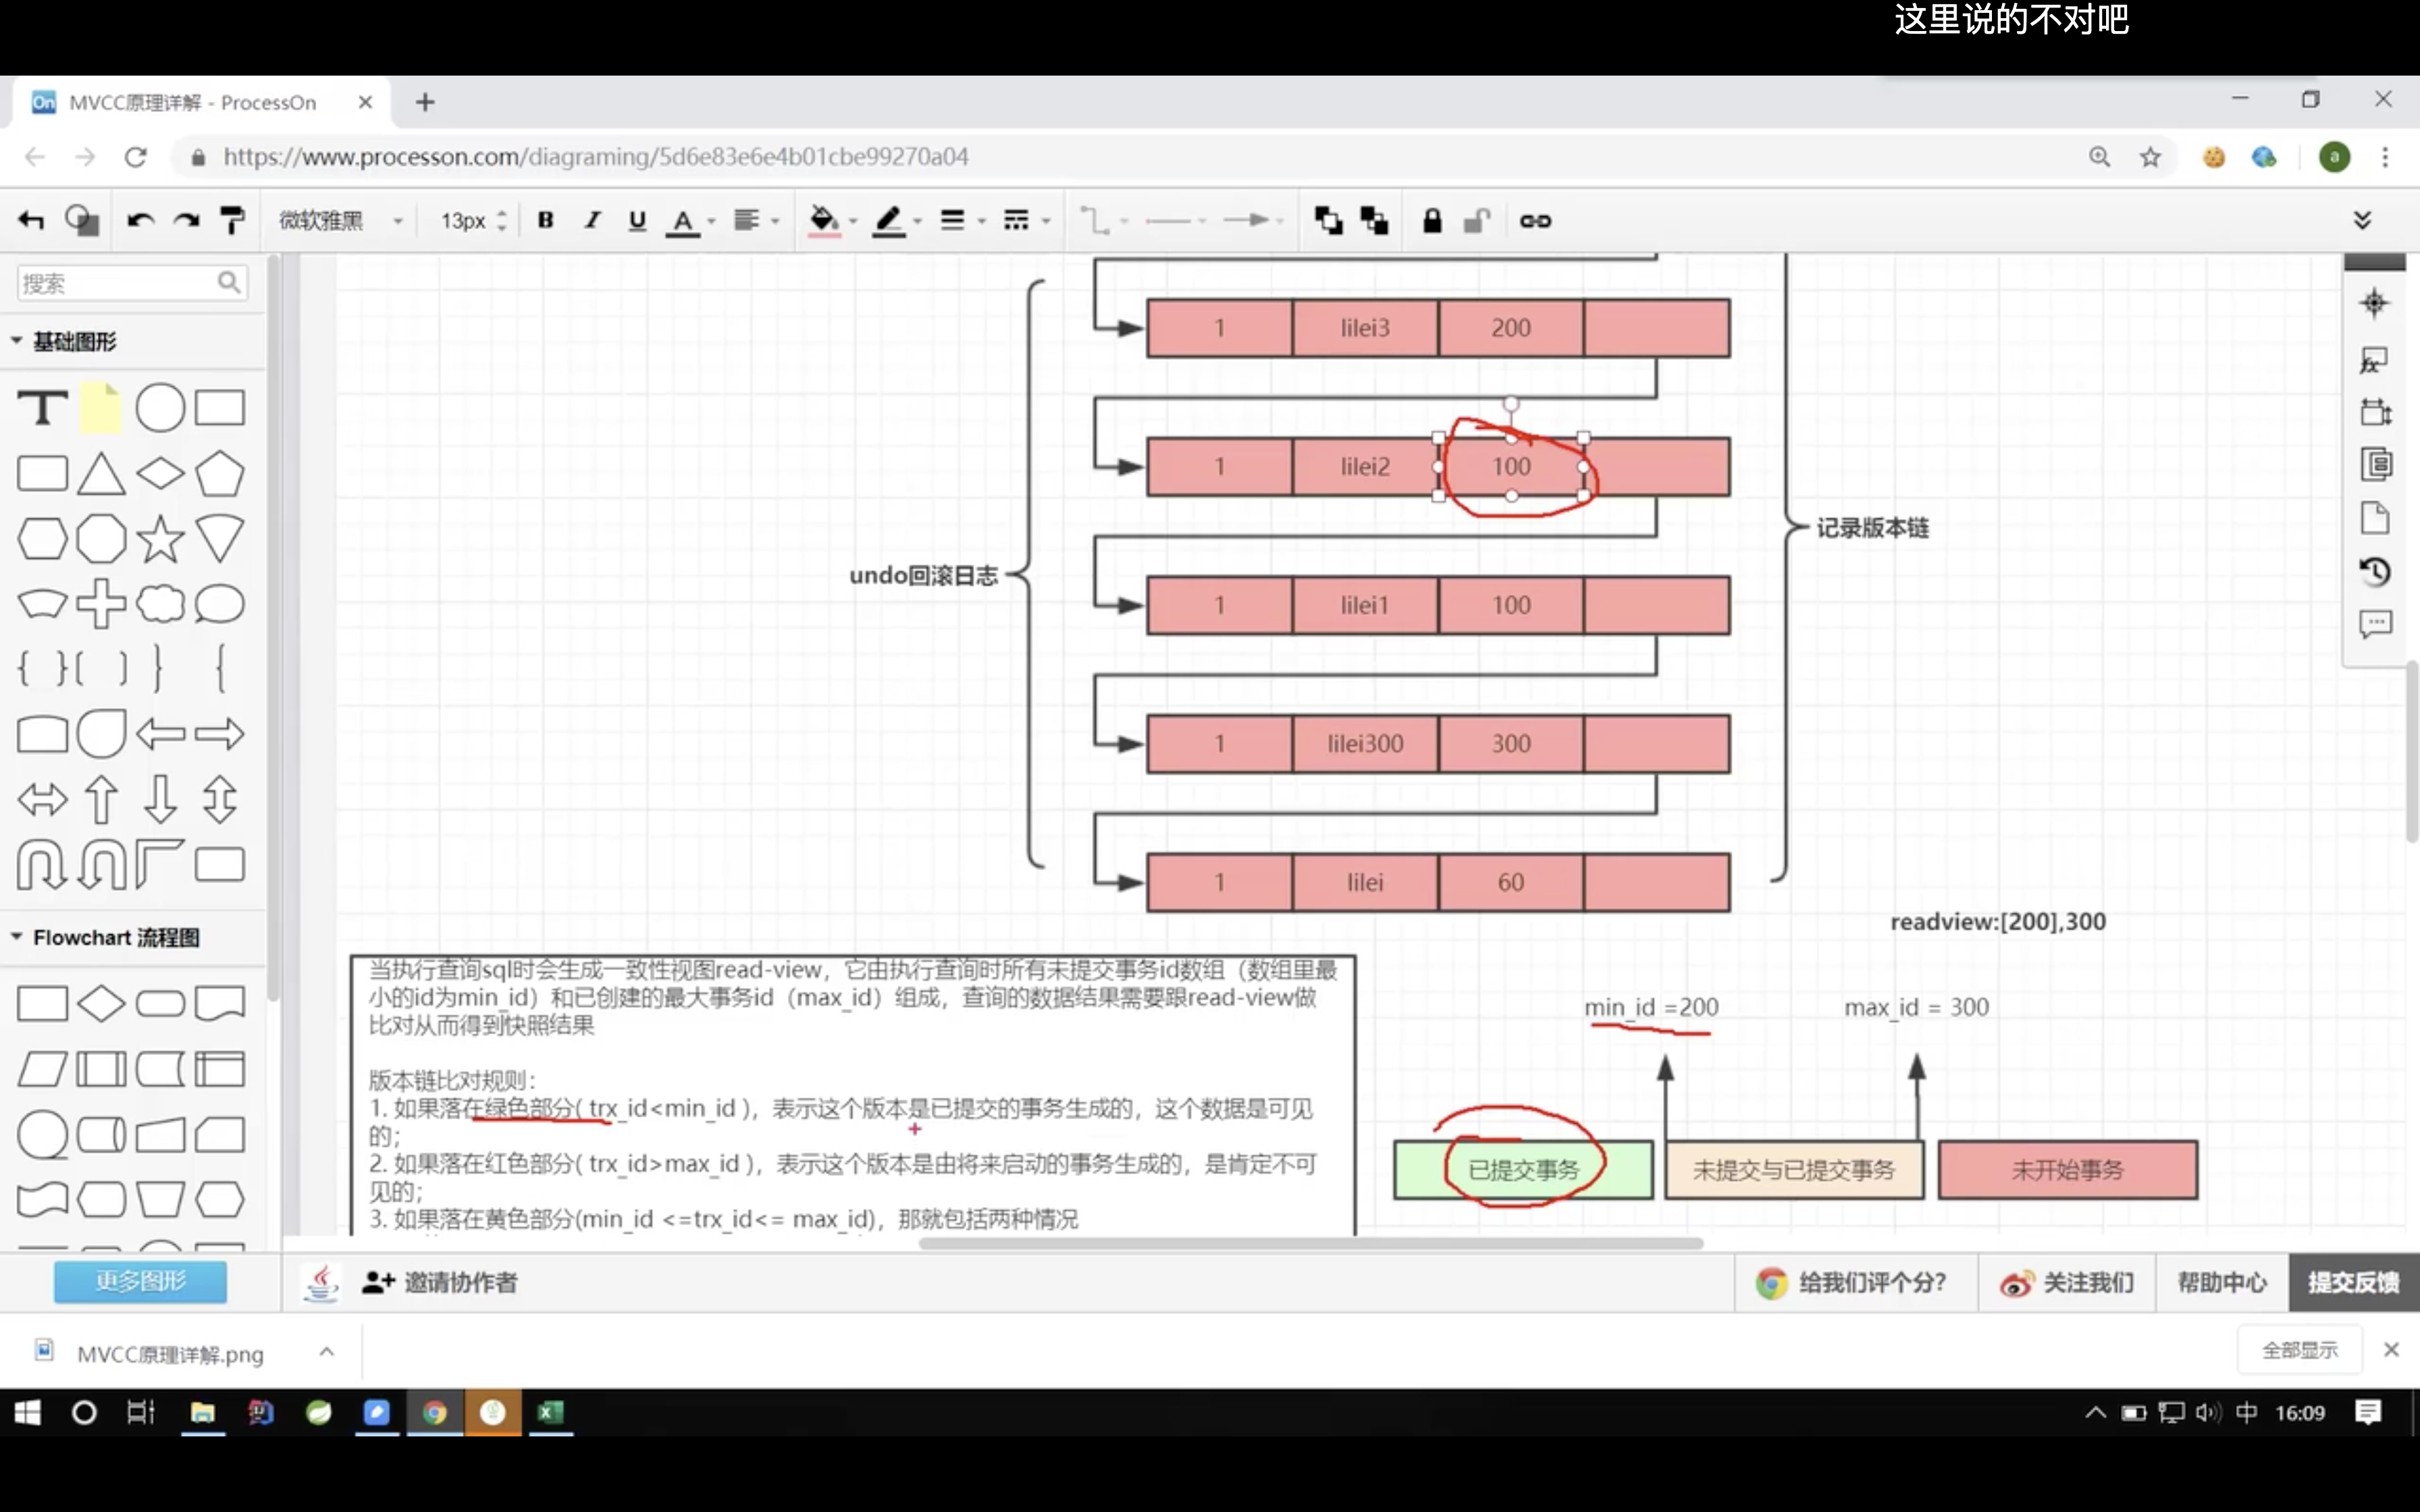 这里说的不对吧
MVCC原理详解 - ProcessOn
https://www.processon.com/diagraming/5d6e83e6e4b01cbe99270a04
a
微软雅黑
13px
B I U A
搜索
基础图形
T
Flowchart 流程图
更多图形
1 lilei3 200
1 lilei2 100
1 lilei1 100
1 lilei300 300
1 lilei 60
undo回滚日志
记录版本链
readview:[200],300
当执行查询sql时会生成一致性视图read-view，它由执行查询时所有未提交事务id数组（数组里最
小的id为min_id）和已创建的最大事务id（max_id）组成，查询的数据结果需要跟read-view做
比对从而得到快照结果
版本链比对规则：
1. 如果落在绿色部分( trx_id<min_id )，表示这个版本是已提交的事务生成的，这个数据是可见
的；
2. 如果落在红色部分( trx_id>max_id )，表示这个版本是由将来启动的事务生成的，是肯定不可
见的；
3. 如果落在黄色部分(min_id <=trx_id<= max_id)，那就包括两种情况
min_id =200
max_id = 300
已提交事务
未提交与已提交事务
未开始事务
邀请协作者
给我们评个分?
关注我们
帮助中心
提交反馈
MVCC原理详解.png
全部显示
中
16:09